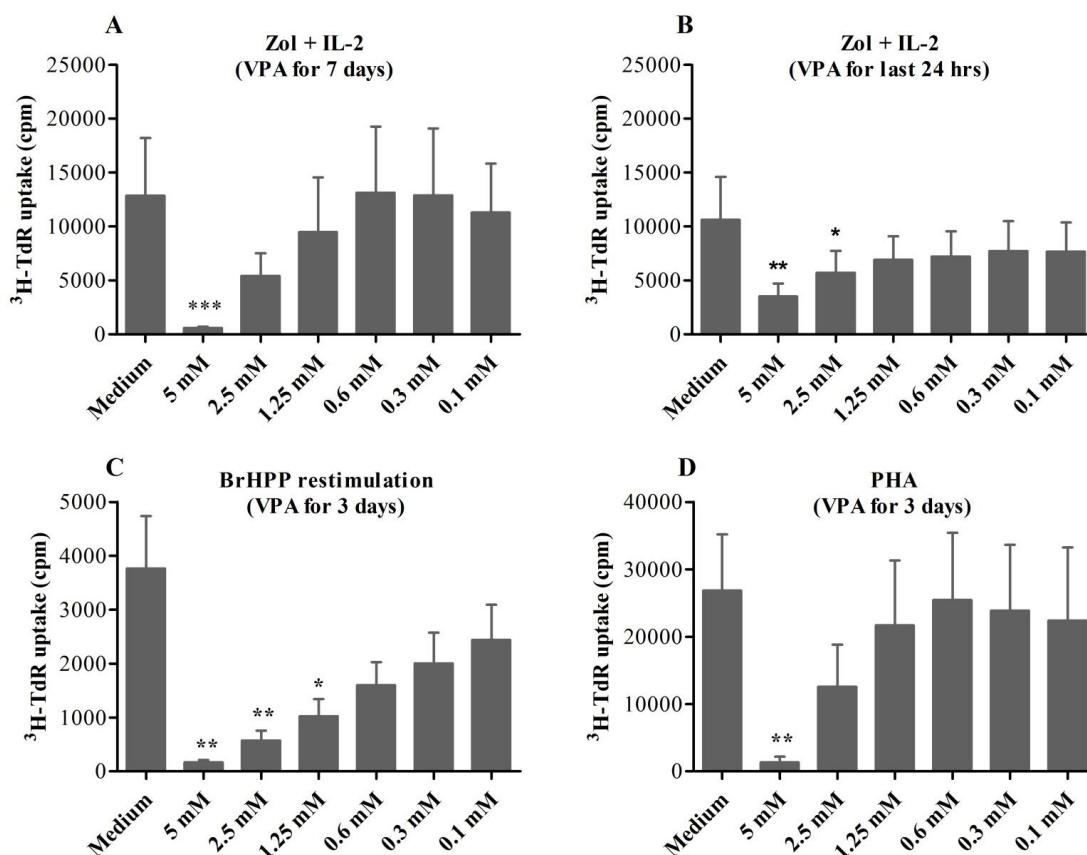 A
Zol + IL-2
(VPA for 7 days)
³H-TdR uptake (cpm)
25000
20000
15000
10000
5000
0
***
Medium
5 mM
2.5 mM
1.25 mM
0.6 mM
0.3 mM
0.1 mM
B
Zol + IL-2
(VPA for last 24 hrs)
³H-TdR uptake (cpm)
25000
20000
15000
10000
5000
0
**
*
Medium
5 mM
2.5 mM
1.25 mM
0.6 mM
0.3 mM
0.1 mM
C
BrHPP restimulation
(VPA for 3 days)
³H-TdR uptake (cpm)
5000
4000
3000
2000
1000
0
**
**
*
Medium
5 mM
2.5 mM
1.25 mM
0.6 mM
0.3 mM
0.1 mM
D
PHA
(VPA for 3 days)
³H-TdR uptake (cpm)
40000
30000
20000
10000
0
**
Medium
5 mM
2.5 mM
1.25 mM
0.6 mM
0.3 mM
0.1 mM